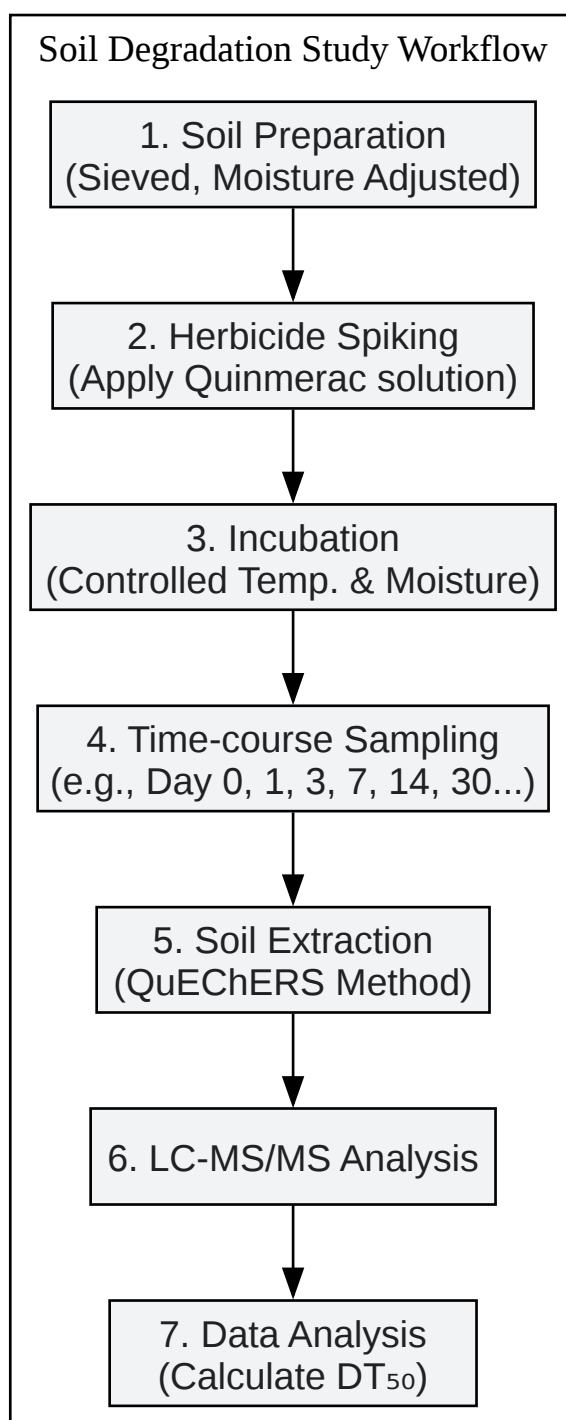 Soil Degradation Study Workflow
1. Soil Preparation
(Sieved, Moisture Adjusted)
2. Herbicide Spiking
(Apply Quinmerac solution)
3. Incubation
(Controlled Temp. & Moisture)
4. Time-course Sampling
(e.g., Day 0, 1, 3, 7, 14, 30...)
5. Soil Extraction
(QuEChERS Method)
6. LC-MS/MS Analysis
7. Data Analysis
(Calculate DT₅₀)